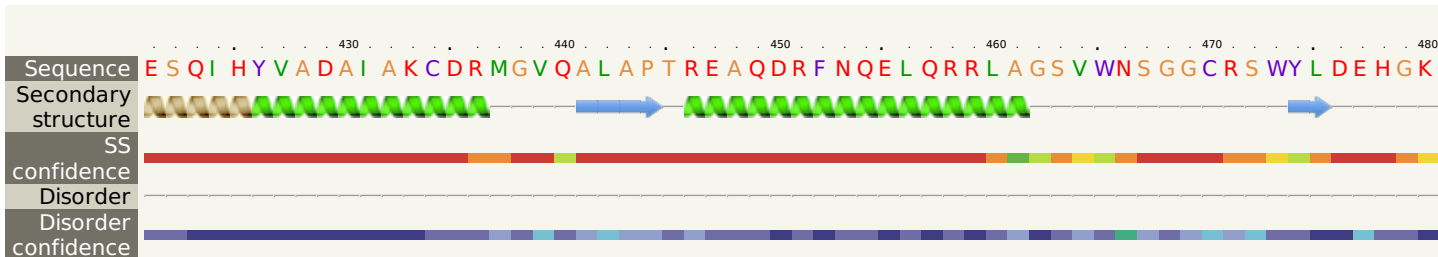 430 440 450 460 470 480
Sequence E S Q I H Y V A D A I A K C D R M G V Q A L A P T R E A Q D R F N Q E L Q R R L A G S V W N S G G C R S W Y L D E H G K
Secondary
structure
SS
confidence
Disorder
Disorder
confidence